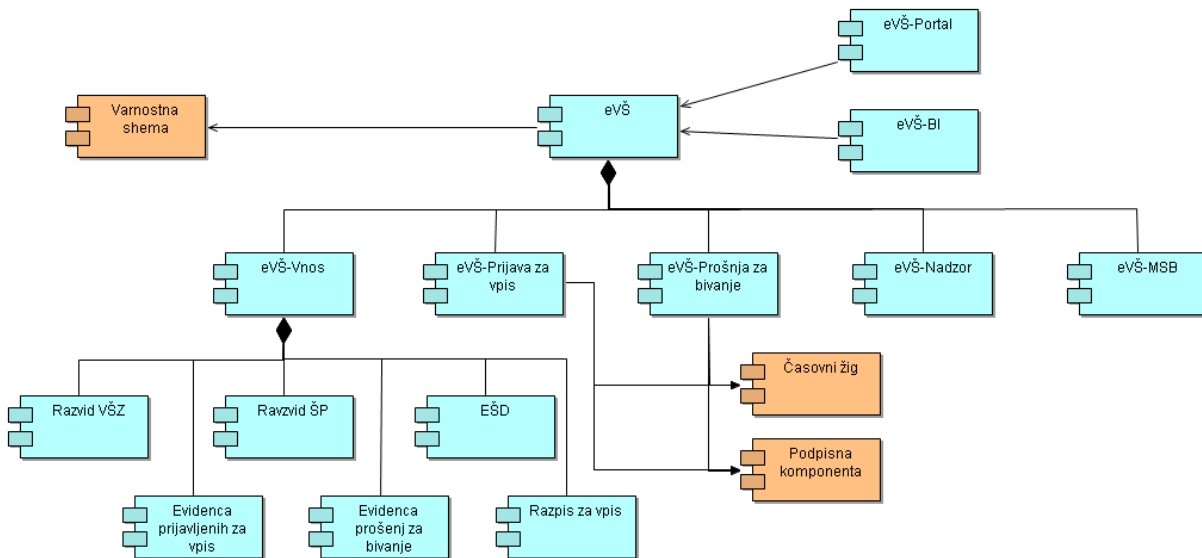 eVŠ-Portal
Varnostna
shema
eVŠ
eVŠ-BI
eVŠ-Vnos
eVŠ-Prijava za
vpis
eVŠ-Prošnja za
bivanje
eVŠ-Nadzor
eVŠ-MSB
Časovni žig
Razvid VŠZ
Ravzvid ŠP
EŠD
Podpisna
komponenta
Evidenca
prijavljenih za
vpis
Evidenca
prošenj za
bivanje
Razpis za vpis